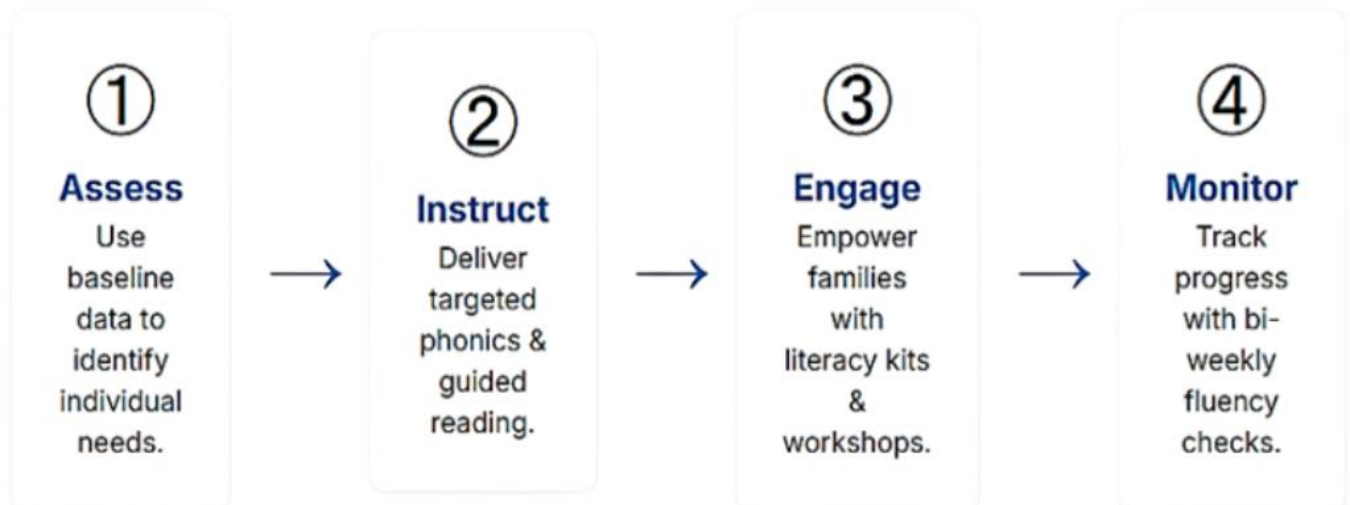 ①
Assess
Use
baseline
data to
identify
individual
needs.
→
②
Instruct
Deliver
targeted
phonics &
guided
reading.
→
③
Engage
Empower
families
with
literacy kits
&
workshops.
→
④
Monitor
Track
progress
with bi-
weekly
fluency
checks.